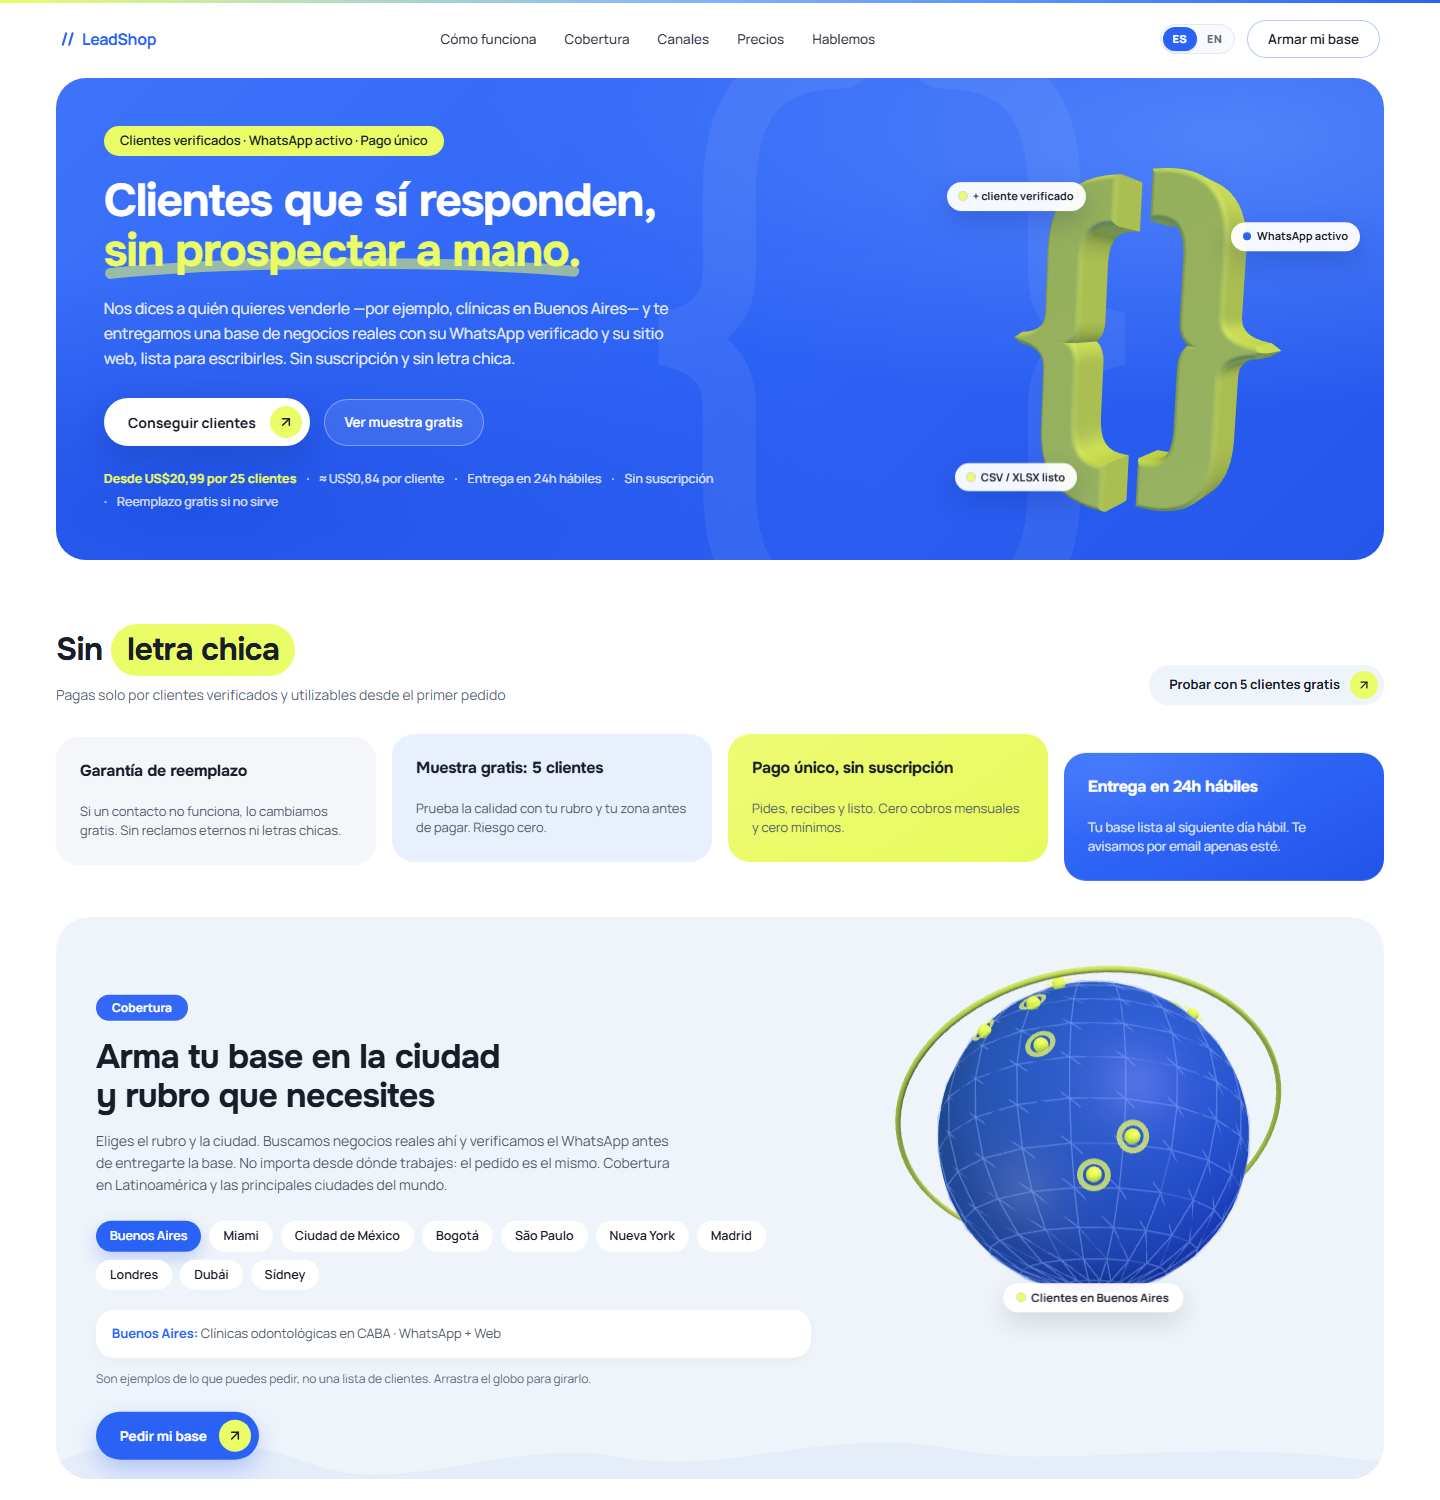 // LeadShop
Cómo funciona
Cobertura
Canales
Precios
Hablemos
ES
EN
Armar mi base
Clientes verificados · WhatsApp activo · Pago único
Clientes que sí responden,
sin prospectar a mano.
Nos dices a quién quieres venderle —por ejemplo, clínicas en Buenos Aires— y te
entregamos una base de negocios reales con su WhatsApp verificado y su sitio
web, lista para escribirles. Sin suscripción y sin letra chica.
Conseguir clientes
Ver muestra gratis
Desde US$20,99 por 25 clientes · ≈ US$0,84 por cliente · Entrega en 24h hábiles · Sin suscripción
· Reemplazo gratis si no sirve
+ cliente verificado
WhatsApp activo
CSV / XLSX listo
Sin letra chica
Pagas solo por clientes verificados y utilizables desde el primer pedido
Probar con 5 clientes gratis
Garantía de reemplazo
Si un contacto no funciona, lo cambiamos
gratis. Sin reclamos eternos ni letras chicas.
Muestra gratis: 5 clientes
Prueba la calidad con tu rubro y tu zona antes
de pagar. Riesgo cero.
Pago único, sin suscripción
Pides, recibes y listo. Cero cobros mensuales
y cero mínimos.
Entrega en 24h hábiles
Tu base lista al siguiente día hábil. Te
avisamos por email apenas esté.
Cobertura
Arma tu base en la ciudad
y rubro que necesites
Eliges el rubro y la ciudad. Buscamos negocios reales ahí y verificamos el WhatsApp antes
de entregarte la base. No importa desde dónde trabajes: el pedido es el mismo. Cobertura
en Latinoamérica y las principales ciudades del mundo.
Buenos Aires
Miami
Ciudad de México
Bogotá
São Paulo
Nueva York
Madrid
Londres
Dubái
Sídney
Buenos Aires: Clínicas odontológicas en CABA · WhatsApp + Web
Son ejemplos de lo que puedes pedir, no una lista de clientes. Arrastra el globo para girarlo.
Pedir mi base
Clientes en Buenos Aires